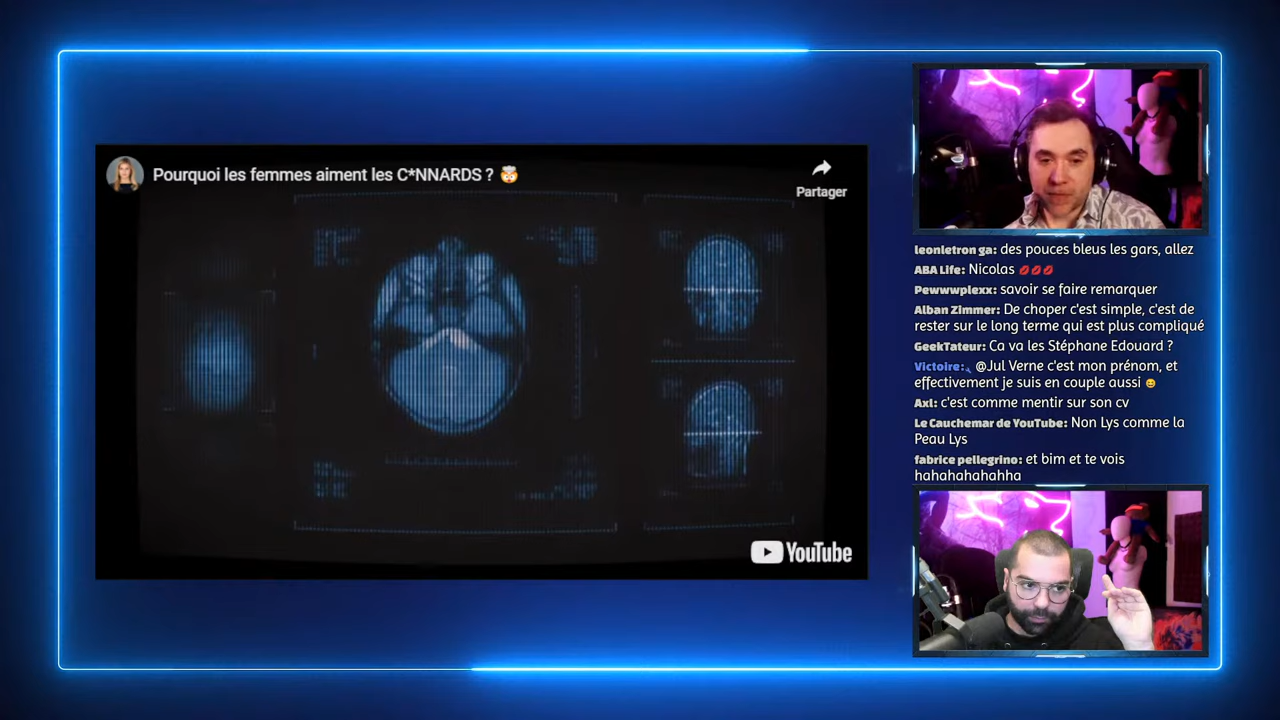 Pourquoi les femmes aiment les C*NNARDS ? 🤯
Partager
YouTube
leonletron ga: des pouces bleus les gars, allez
ABA Life: Nicolas 💋💋💋
Pewwwplexx: savoir se faire remarquer
Alban Zimmer: De choper c'est simple, c'est de
rester sur le long terme qui est plus compliqué
GeekTateur: Ca va les Stéphane Edouard ?
Victoire: @Jul Verne c'est mon prénom, et
effectivement je suis en couple aussi 😄
Axl: c'est comme mentir sur son cv
Le Cauchemar de YouTube: Non Lys comme la
Peau Lys
fabrice pellegrino: et bim et te vois
hahahahahahha